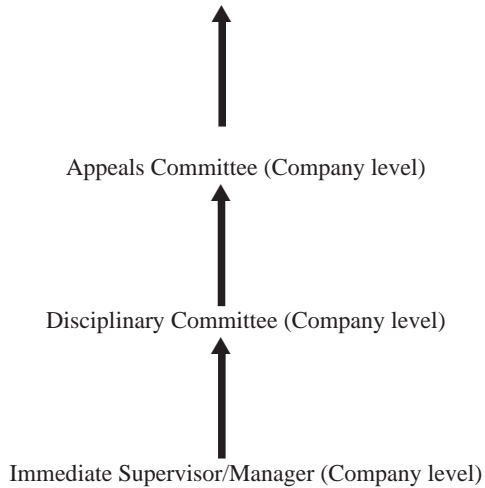 Appeals Committee (Company level)
Disciplinary Committee (Company level)
Immediate Supervisor/Manager (Company level)